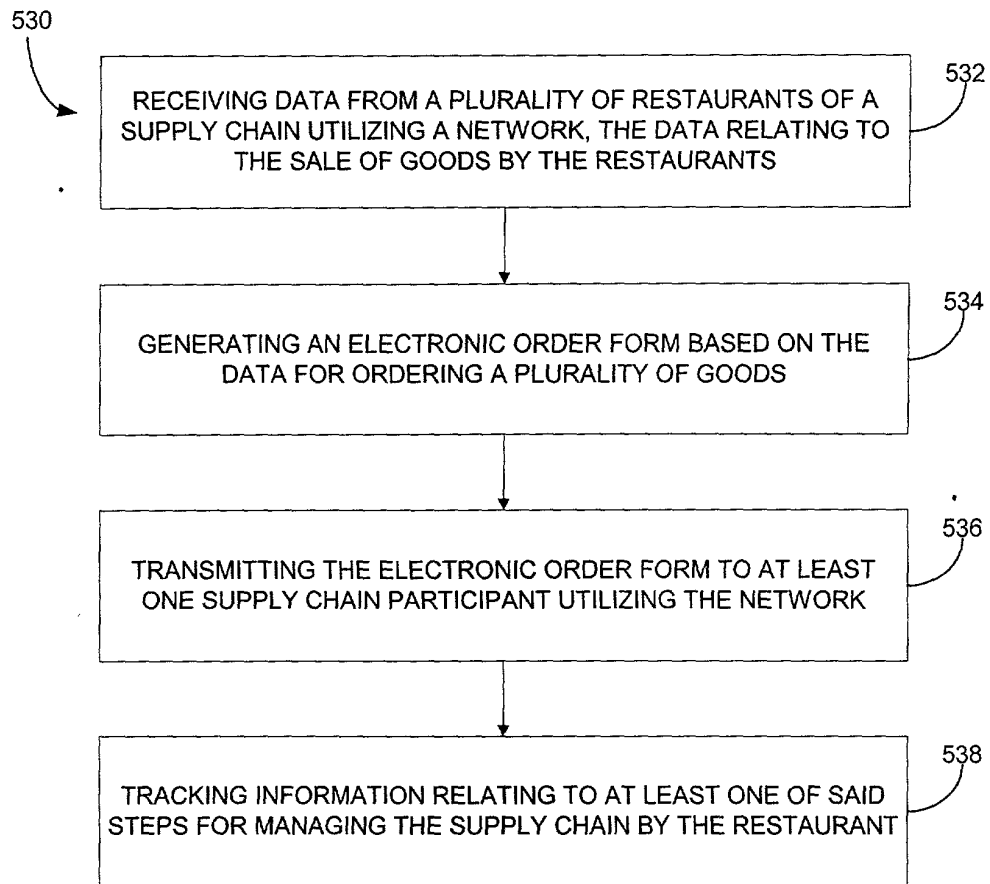 530
532
RECEIVING DATA FROM A PLURALITY OF RESTAURANTS OF A
SUPPLY CHAIN UTILIZING A NETWORK, THE DATA RELATING TO
THE SALE OF GOODS BY THE RESTAURANTS
534
GENERATING AN ELECTRONIC ORDER FORM BASED ON THE
DATA FOR ORDERING A PLURALITY OF GOODS
536
TRANSMITTING THE ELECTRONIC ORDER FORM TO AT LEAST
ONE SUPPLY CHAIN PARTICIPANT UTILIZING THE NETWORK
538
TRACKING INFORMATION RELATING TO AT LEAST ONE OF SAID
STEPS FOR MANAGING THE SUPPLY CHAIN BY THE RESTAURANT